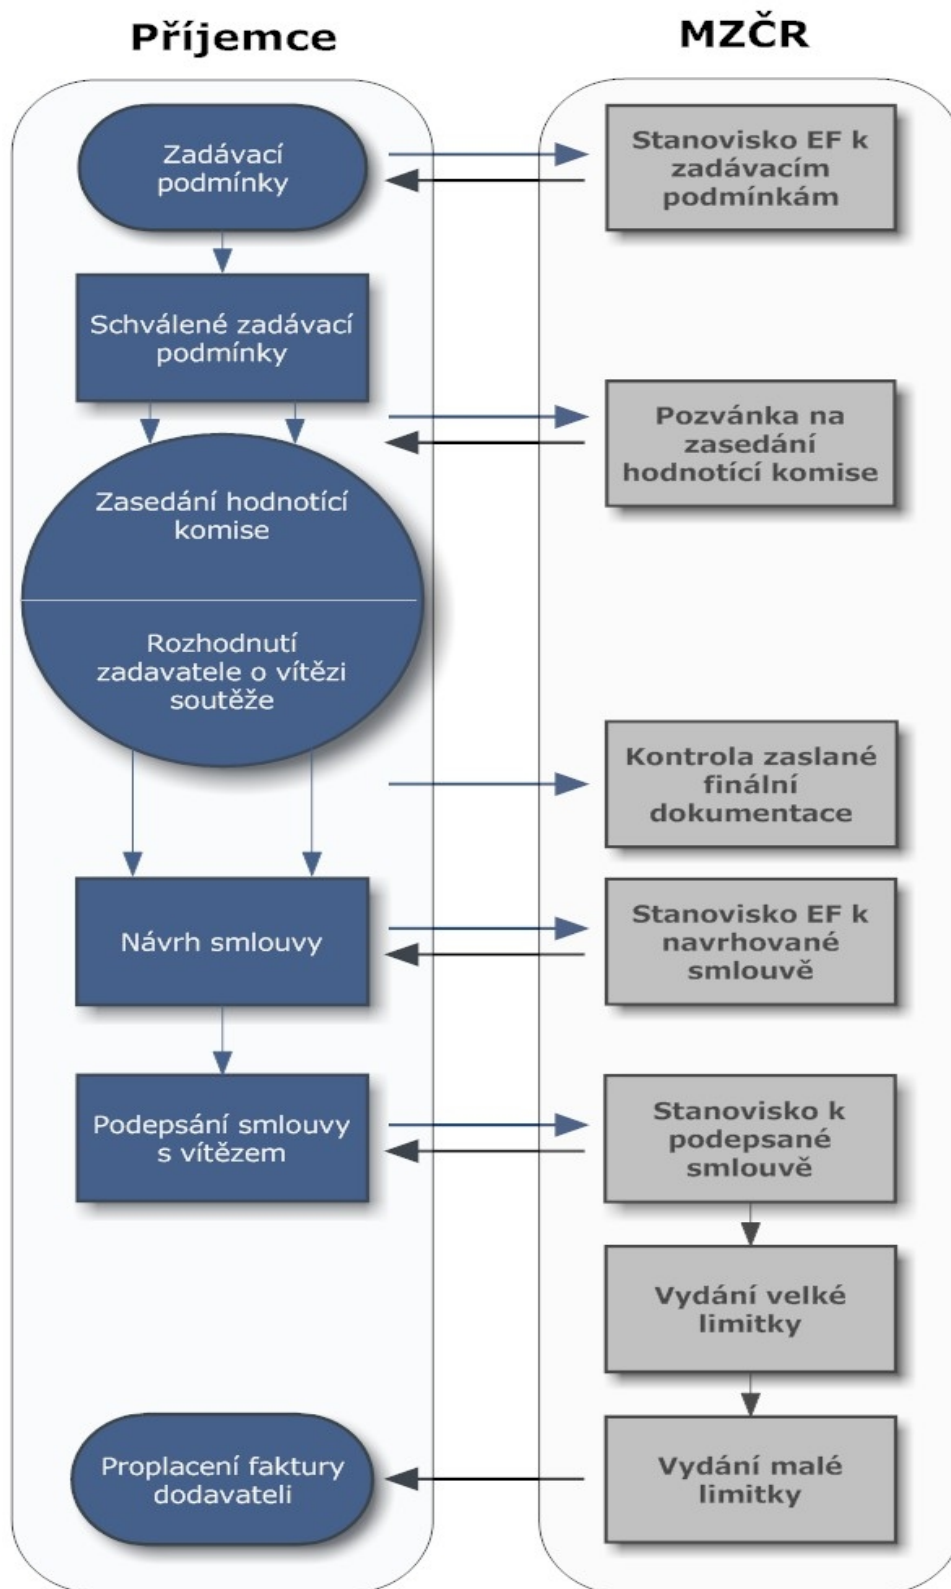 Příjemce
MZČR
Zadávací
podmínky
Stanovisko EF k
zadávacím
podmínkám
Schválené zadávací
podmínky
Pozvánka na
zasedání
hodnotící komise
Zasedání hodnotící
komise
Rozhodnutí
zadavatele o vítězi
soutěže
Kontrola zaslané
finální
dokumentace
Návrh smlouvy
Stanovisko EF k
navrhované
smlouvě
Podepsání smlouvy
s vítězem
Stanovisko k
podepsané
smlouvě
Vydání velké
limitky
Proplacení faktury
dodavateli
Vydání malé
limitky